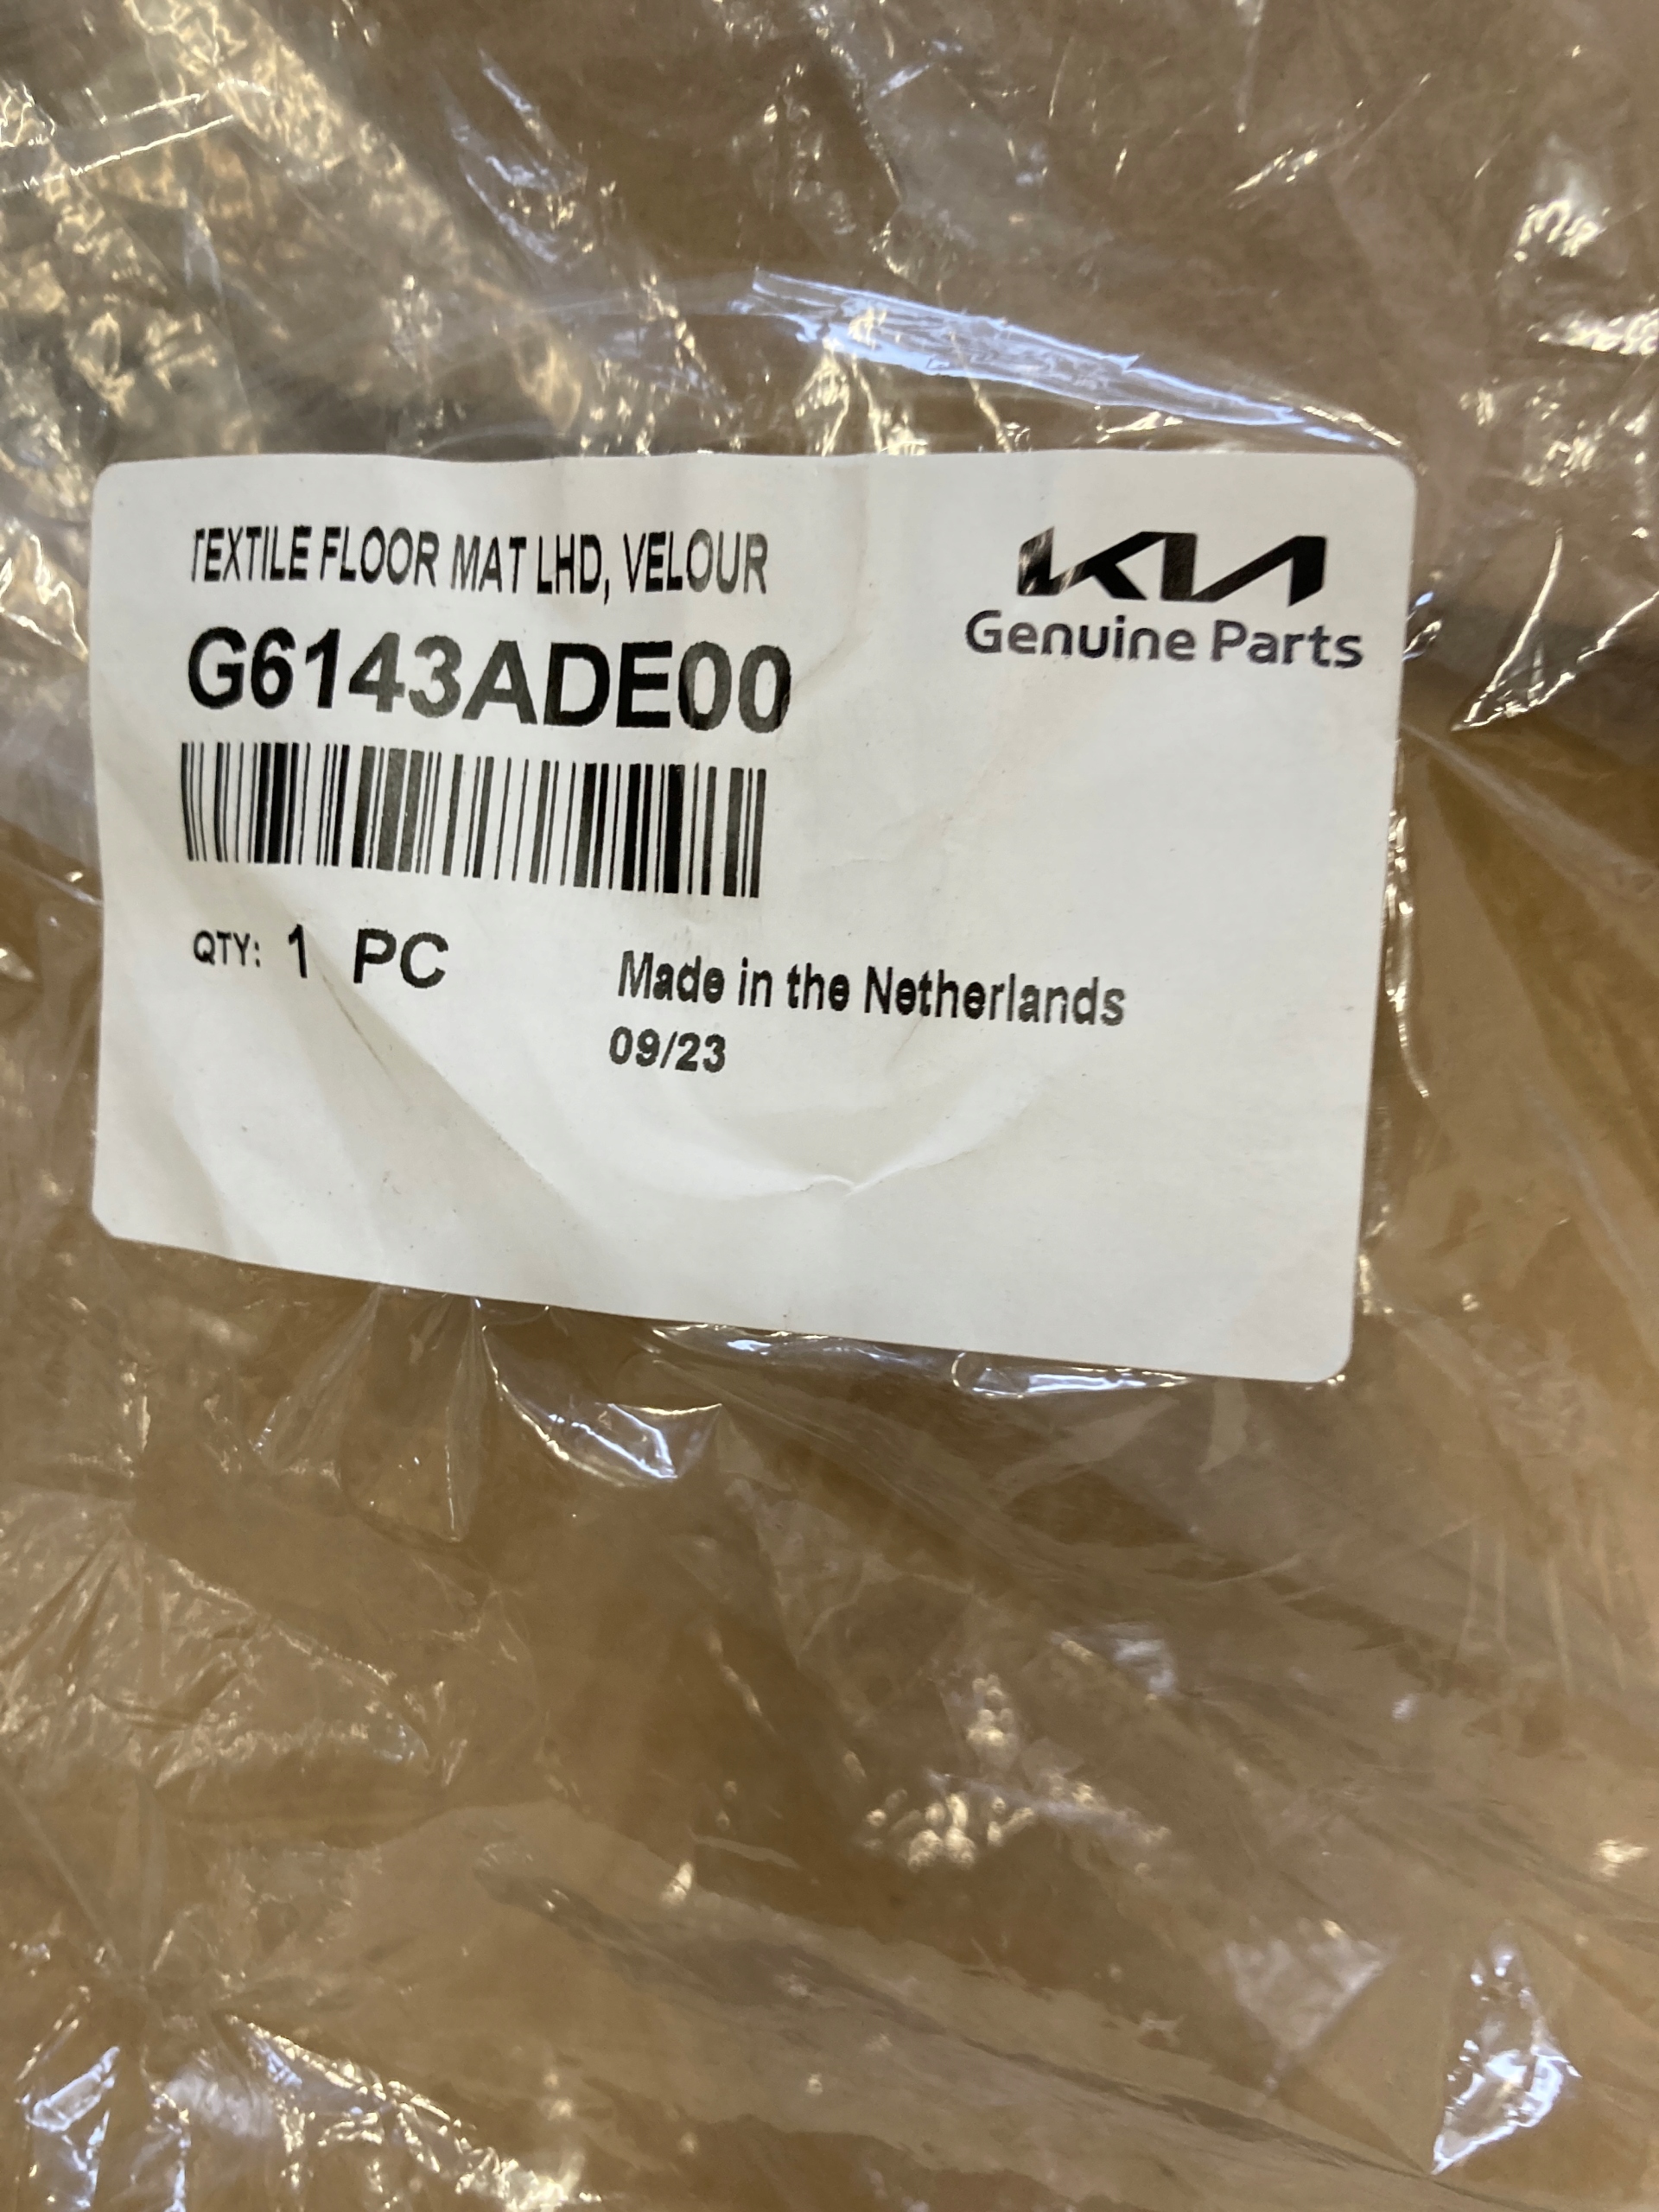 TEXTILE FLOOR MAT LHD, VELOUR
KIA
Genuine Parts
G6143ADE00
QTY: 1 PC
Made in the Netherlands
09/23